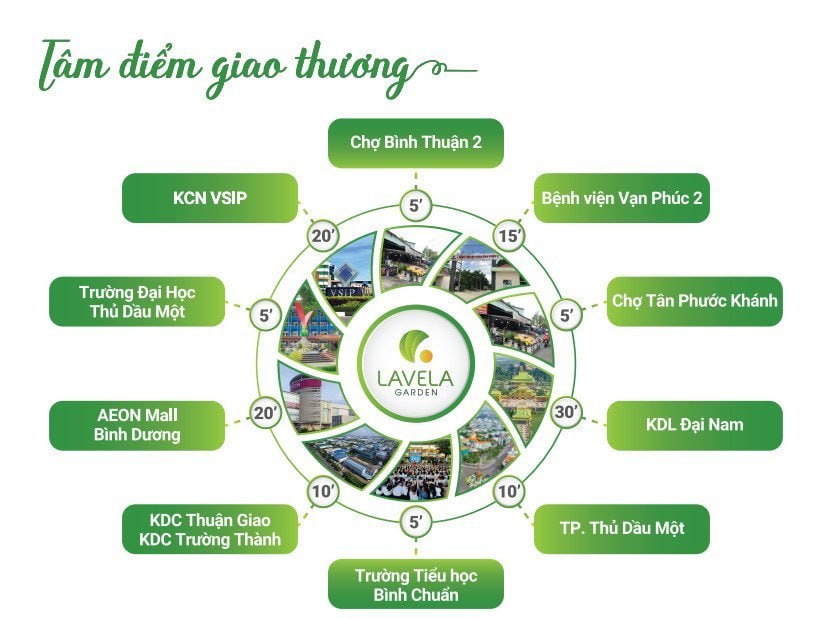 Tâm điểm giao thương
Chợ Bình Thuận 2
5’
Bệnh viện Vạn Phúc 2
15’
Chợ Tân Phước Khánh
5’
KDL Đại Nam
30’
TP. Thủ Dầu Một
10’
Trường Tiểu học
Bình Chuẩn
5’
KDC Thuận Giao
KDC Trường Thành
10’
AEON Mall
Bình Dương
20’
Trường Đại Học
Thủ Dầu Một
5’
KCN VSIP
20’
VSIP
LAVELA
GARDEN